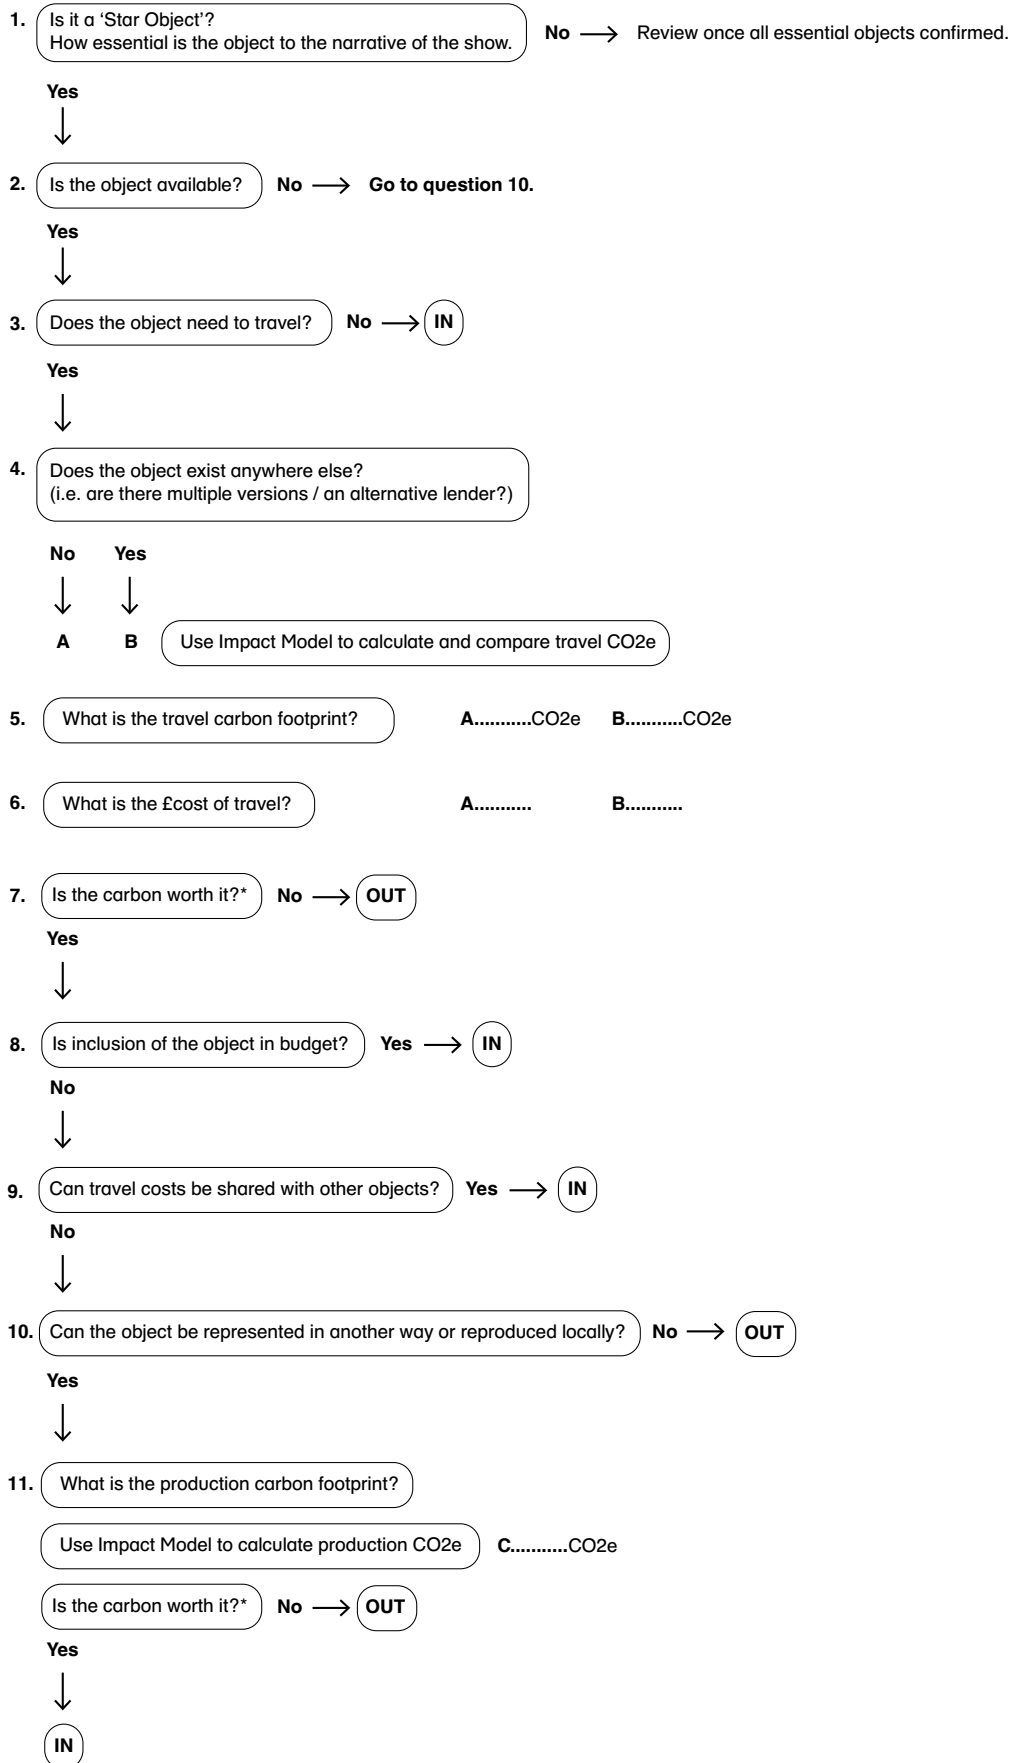 1. Is it a ‘Star Object’?
How essential is the object to the narrative of the show.
No Review once all essential objects confirmed.
Yes
2. Is the object available? No Go to question 10.
Yes
3. Does the object need to travel? No IN
Yes
4. Does the object exist anywhere else?
(i.e. are there multiple versions / an alternative lender?)
No Yes
A B Use Impact Model to calculate and compare travel CO2e
5. What is the travel carbon footprint? A...........CO2e B...........CO2e
6. What is the £cost of travel? A........... B...........
7. Is the carbon worth it?* No OUT
Yes
8. Is inclusion of the object in budget? Yes IN
No
9. Can travel costs be shared with other objects? Yes IN
No
10. Can the object be represented in another way or reproduced locally? No OUT
Yes
11. What is the production carbon footprint?
Use Impact Model to calculate production CO2e C...........CO2e
Is the carbon worth it?* No OUT
Yes
IN